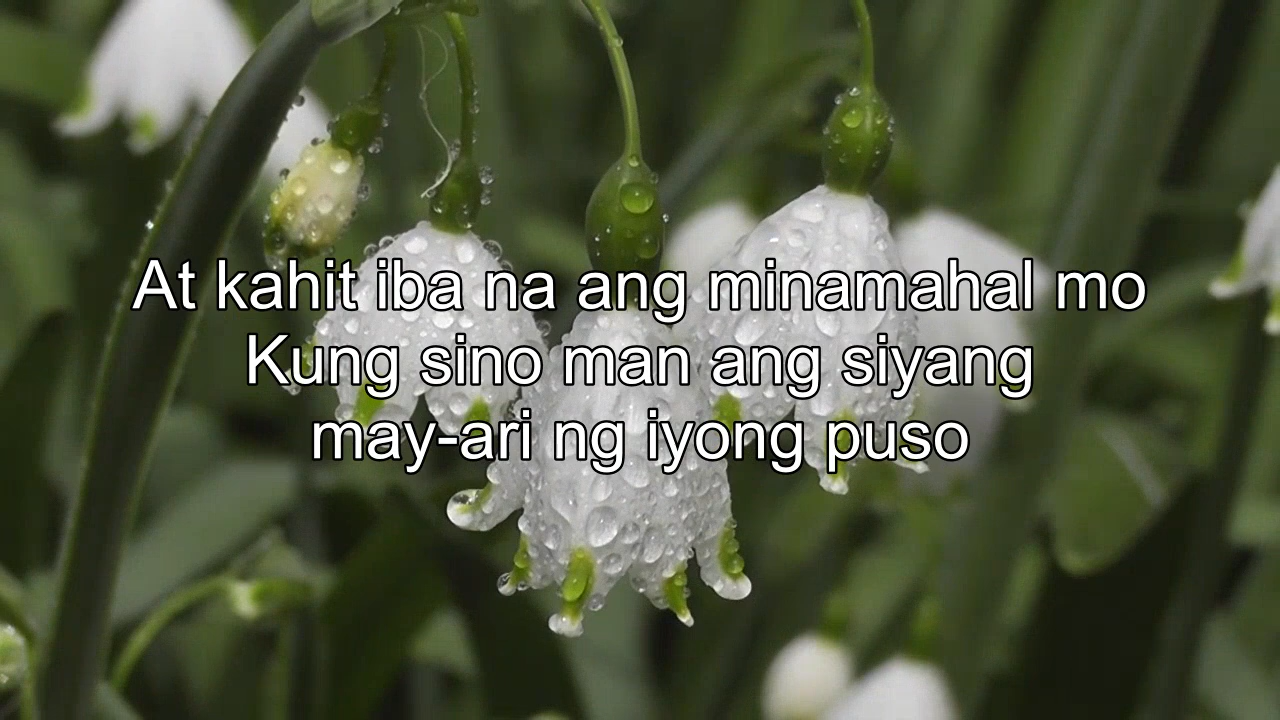 At kahit iba na ang minamahal mo
Kung sino man ang siyang
may-ari ng iyong puso